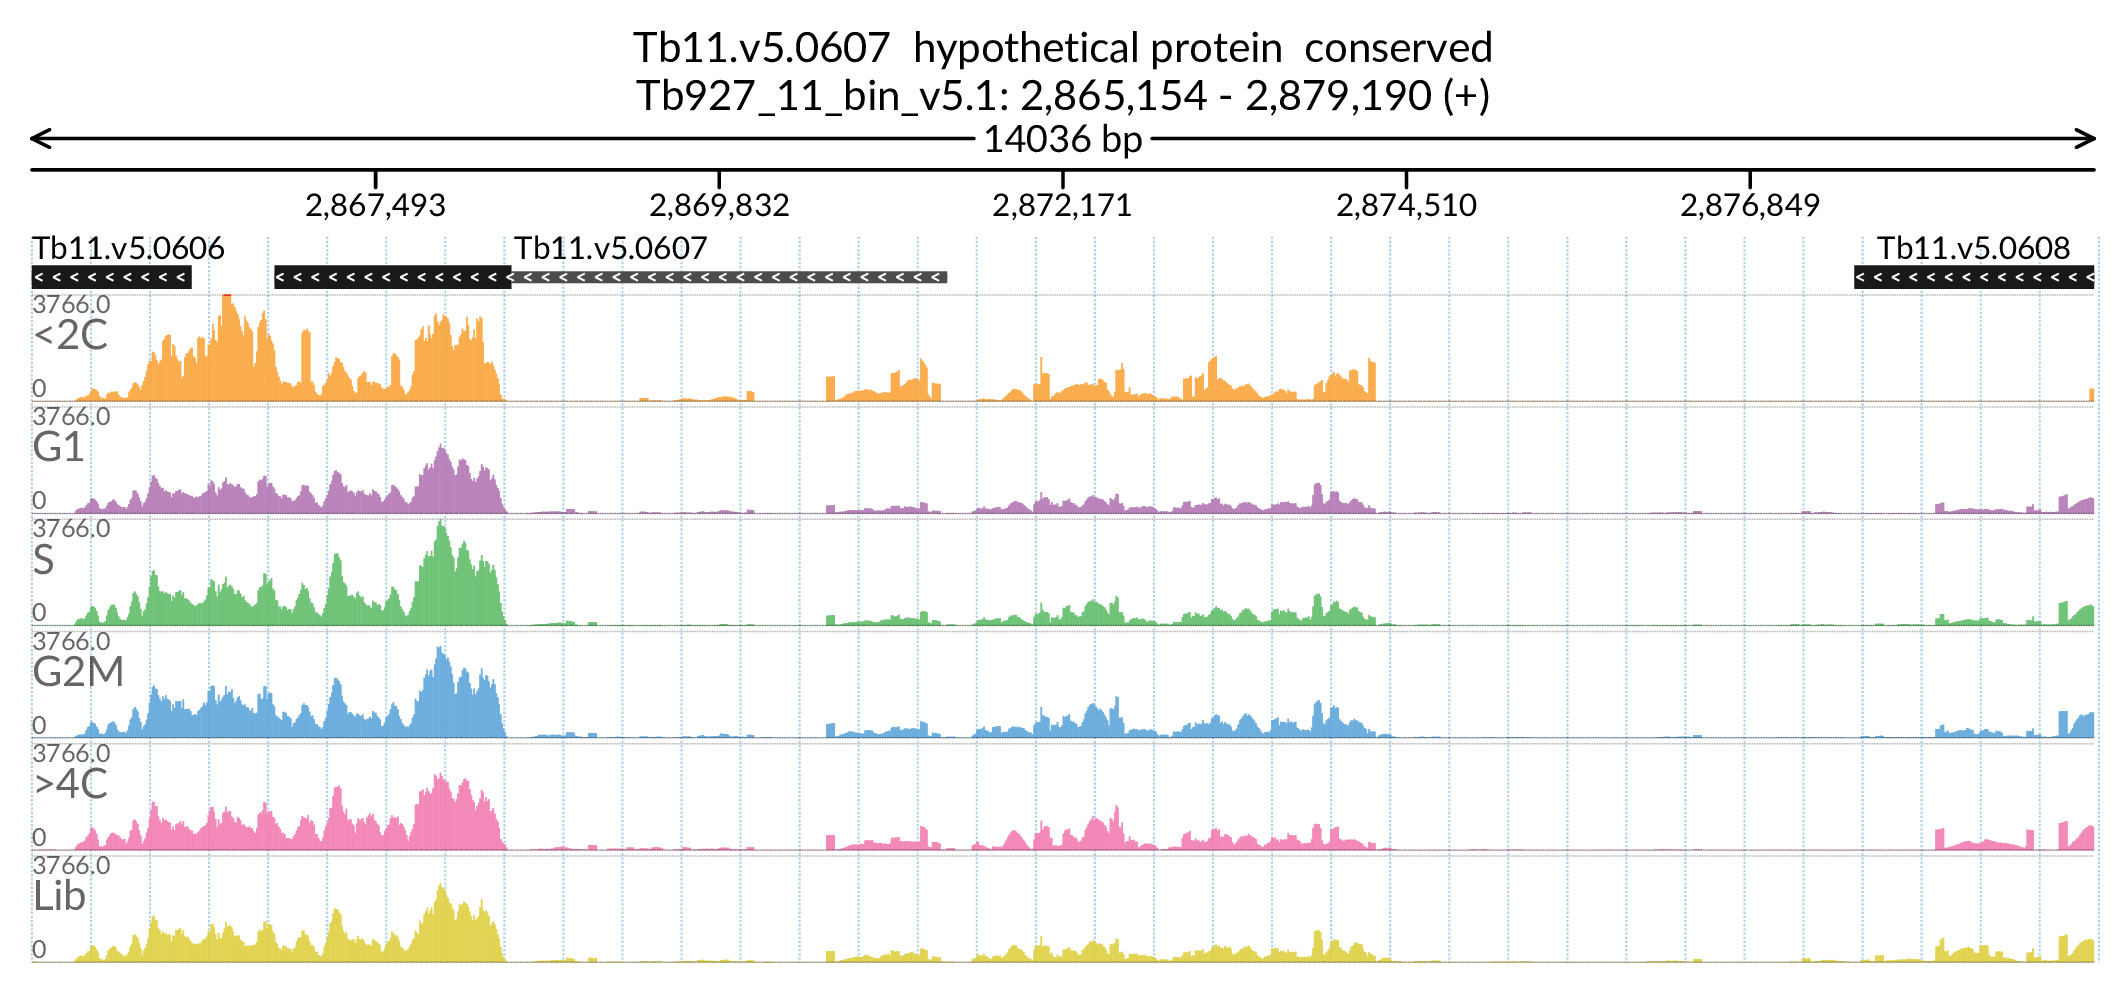 Tb11.v5.0607 hypothetical protein conserved
Tb927_11_bin_v5.1: 2,865,154 - 2,879,190 (+)
14036 bp
2,867,493 2,869,832 2,872,171 2,874,510 2,876,849
Tb11.v5.0606 Tb11.v5.0607 Tb11.v5.0608
3766.0
<2C
0
3766.0
G1
0
3766.0
S
0
3766.0
G2M
0
3766.0
>4C
0
3766.0
Lib
0